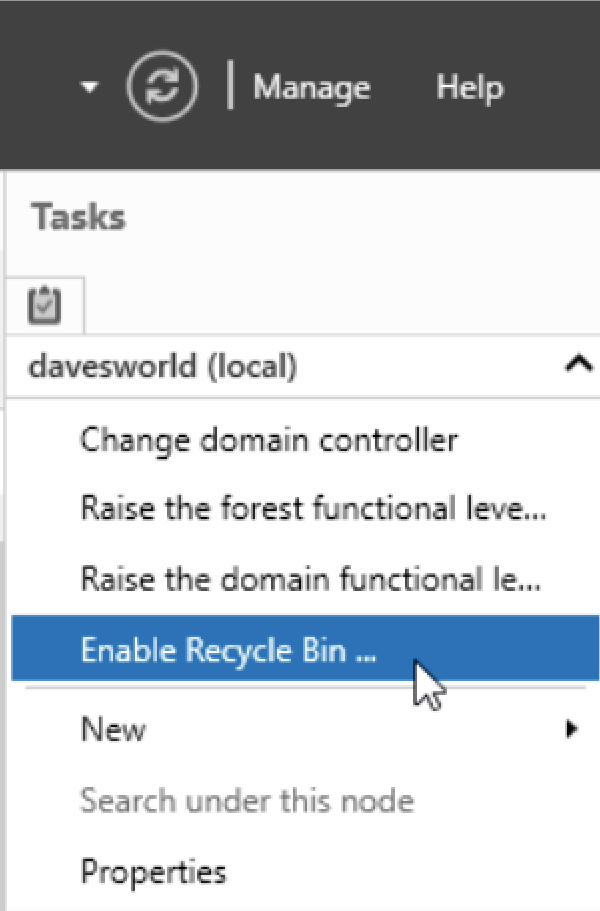 Manage Help
Tasks
davesworld (local)
Change domain controller
Raise the forest functional leve...
Raise the domain functional le...
Enable Recycle Bin ...
New
Search under this node
Properties